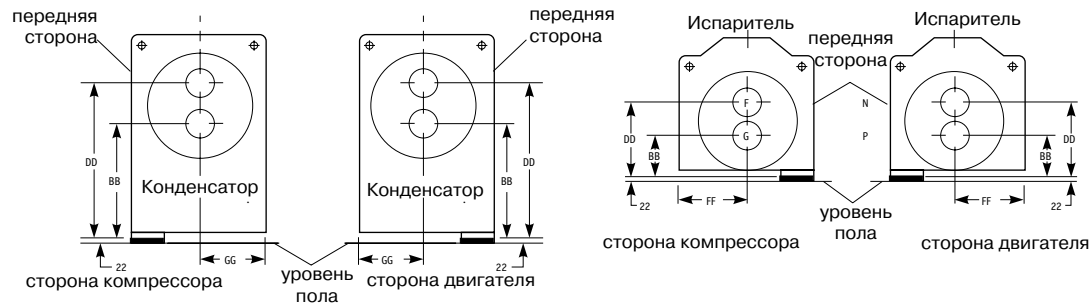 передняя
сторона
передняя
сторона
Конденсатор
Конденсатор
DD
BB
BB
DD
22
GG
GG
22
сторона компрессора
уровень
пола
сторона двигателя
Испаритель
Испаритель
передняя
сторона
F
G
N
P
DD
BB
BB
DD
22
FF
FF
22
уровень
пола
сторона компрессора
сторона двигателя